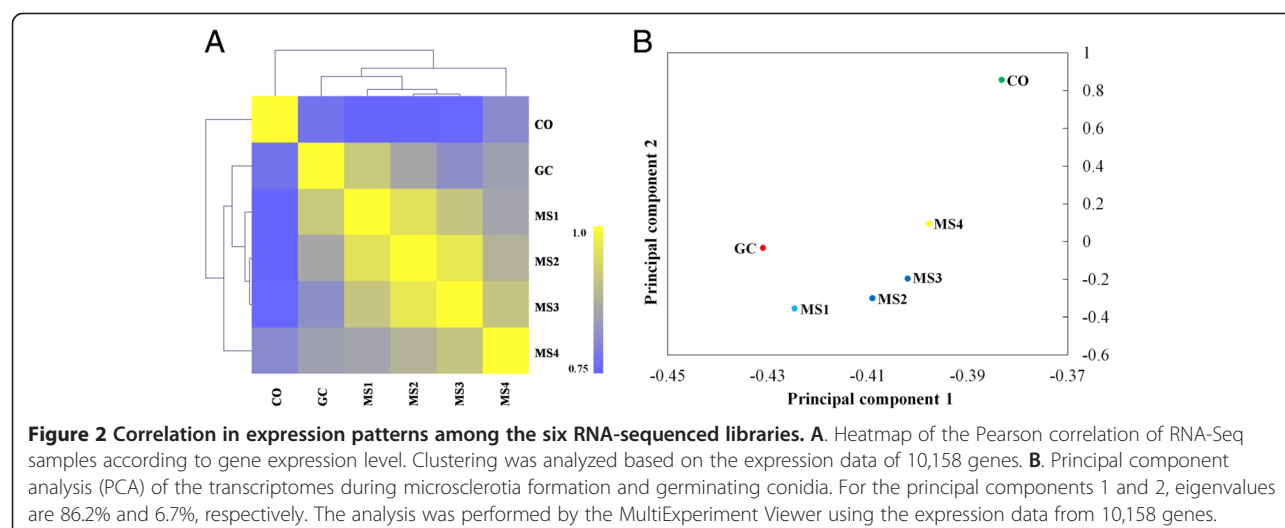 A
CO
GC
MS1
MS2
MS3
MS4
1.0
0.75
CO
GC
MS1
MS2
MS3
MS4
B
Principal component 2
1
0.8
0.6
0.4
0.2
0
-0.2
-0.4
-0.6
CO
MS4
GC
MS3
MS2
MS1
-0.45
-0.43
-0.41
-0.39
-0.37
Principal component 1
Figure 2 Correlation in expression patterns among the six RNA-sequenced libraries. A. Heatmap of the Pearson correlation of RNA-Seq
samples according to gene expression level. Clustering was analyzed based on the expression data of 10,158 genes. B. Principal component
analysis (PCA) of the transcriptomes during microsclerotia formation and germinating conidia. For the principal components 1 and 2, eigenvalues
are 86.2% and 6.7%, respectively. The analysis was performed by the MultiExperiment Viewer using the expression data from 10,158 genes.